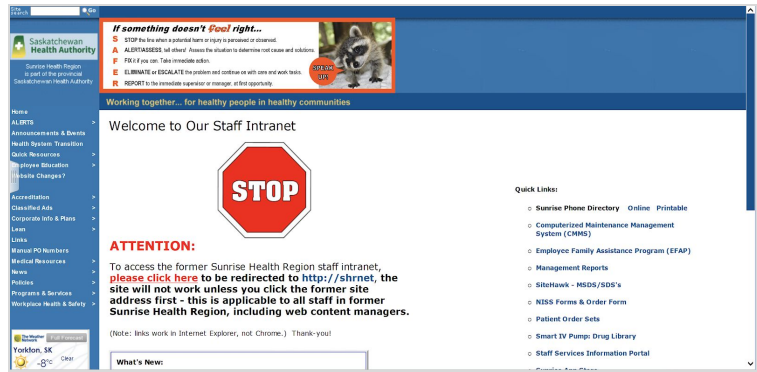 Site
search
Go
Saskatchewan
Health Authority
Sunrise Health Region
is part of the provincial
Saskatchewan Health Authority
Home
ALERTS >
Announcements & Events
Health System Transition
Quick Resources >
Employee Education >
Website Changes?
Accreditation >
Classified Ads >
Corporate Info & Plans >
Lean >
Links
Manual PO Numbers
Medical Resources >
News >
Policies >
Programs & Services >
Workplace Health & Safety >
The Weather
Network
Full Forecast
Yorkton, SK
-8°C Clear
If something doesn't feel right...
S STOP the line when a potential harm or injury is perceived or observed.
A ALERT/ASSESS, tell others! Assess the situation to determine root cause and solutions.
F FIX it if you can. Take immediate action.
E ELIMINATE or ESCALATE the problem and continue on with care and work tasks.
R REPORT to the immediate supervisor or manager, at first opportunity.
SPEAK
UP!
Working together... for healthy people in healthy communities
Welcome to Our Staff Intranet
STOP
ATTENTION:
To access the former Sunrise Health Region staff intranet,
please click here to be redirected to http://shrnet, the
site will not work unless you click the former site
address first - this is applicable to all staff in former
Sunrise Health Region, including web content managers.
(Note: links work in Internet Explorer, not Chrome.) Thank-you!
What's New:
Quick Links:
Sunrise Phone Directory Online Printable
Computerized Maintenance Management
System (CMMS)
Employee Family Assistance Program (EFAP)
Management Reports
SiteHawk - MSDS/SDS's
NISS Forms & Order Form
Patient Order Sets
Smart IV Pump: Drug Library
Staff Services Information Portal